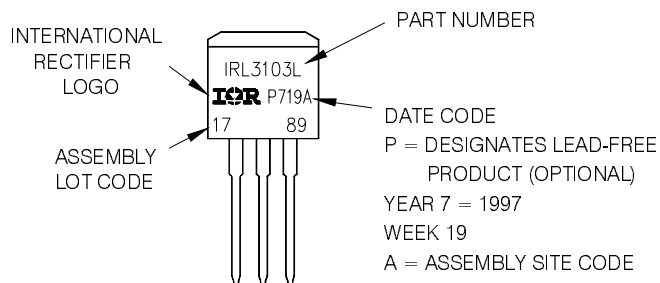 INTERNATIONAL
RECTIFIER
LOGO
ASSEMBLY
LOT CODE
IRL3103L
IOR P719A
17 89
PART NUMBER
DATE CODE
P = DESIGNATES LEAD-FREE
PRODUCT (OPTIONAL)
YEAR 7 = 1997
WEEK 19
A = ASSEMBLY SITE CODE